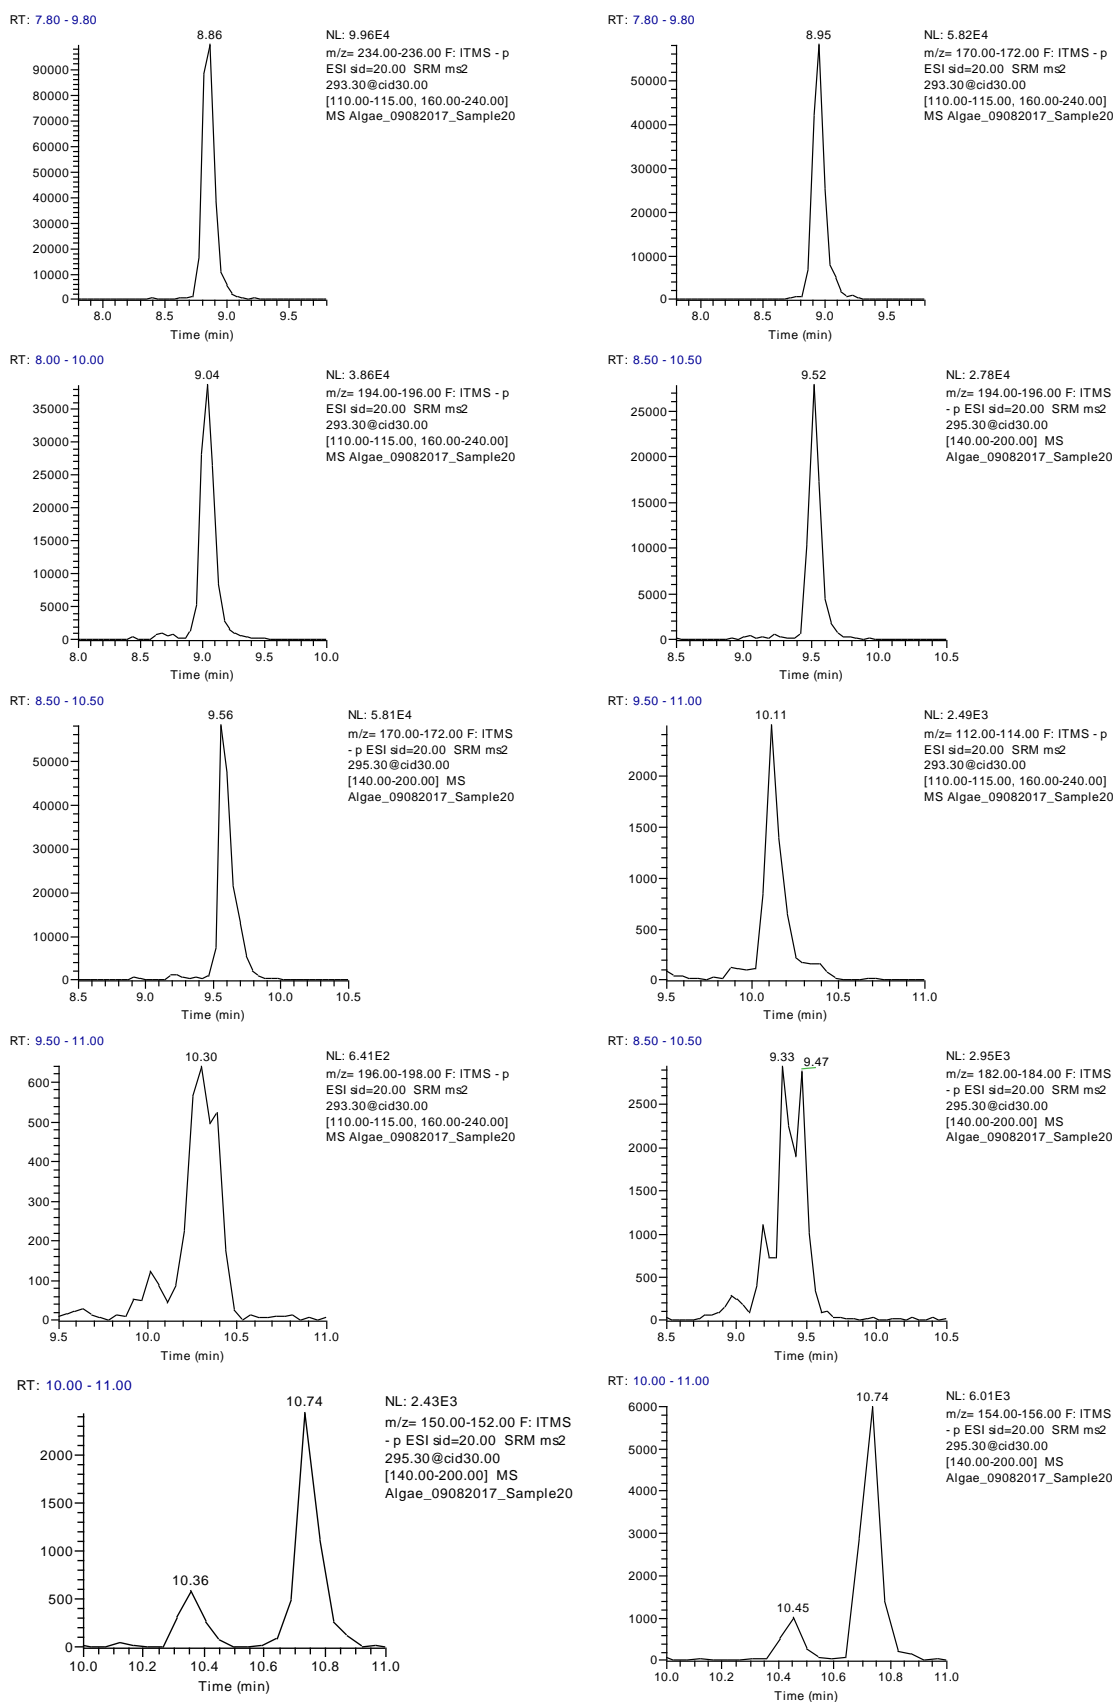 RT: 7.80 - 9.80
8.86
NL: 9.96E4
m/z= 234.00-236.00 F: ITMS - p
ESI sid=20.00 SRM ms2
293.30@cid30.00
[110.00-115.00, 160.00-240.00]
MS Algae_09082017_Sample20
90000
80000
70000
60000
50000
40000
30000
20000
10000
0
8.0 8.5 9.0 9.5
Time (min)
RT: 7.80 - 9.80
8.95
NL: 5.82E4
m/z= 170.00-172.00 F: ITMS - p
ESI sid=20.00 SRM ms2
293.30@cid30.00
[110.00-115.00, 160.00-240.00]
MS Algae_09082017_Sample20
50000
40000
30000
20000
10000
0
8.0 8.5 9.0 9.5
Time (min)
RT: 8.00 - 10.00
9.04
NL: 3.86E4
m/z= 194.00-196.00 F: ITMS - p
ESI sid=20.00 SRM ms2
293.30@cid30.00
[110.00-115.00, 160.00-240.00]
MS Algae_09082017_Sample20
35000
30000
25000
20000
15000
10000
5000
0
8.0 8.5 9.0 9.5 10.0
Time (min)
RT: 8.50 - 10.50
9.52
NL: 2.78E4
m/z= 194.00-196.00 F: ITMS
- p ESI sid=20.00 SRM ms2
295.30@cid30.00
[140.00-200.00] MS
Algae_09082017_Sample20
25000
20000
15000
10000
5000
0
8.5 9.0 9.5 10.0 10.5
Time (min)
RT: 8.50 - 10.50
9.56
NL: 5.81E4
m/z= 170.00-172.00 F: ITMS
- p ESI sid=20.00 SRM ms2
295.30@cid30.00
[140.00-200.00] MS
Algae_09082017_Sample20
50000
40000
30000
20000
10000
0
8.5 9.0 9.5 10.0 10.5
Time (min)
RT: 9.50 - 11.00
10.11
NL: 2.49E3
m/z= 112.00-114.00 F: ITMS - p
ESI sid=20.00 SRM ms2
293.30@cid30.00
[110.00-115.00, 160.00-240.00]
MS Algae_09082017_Sample20
2000
1500
1000
500
0
9.5 10.0 10.5 11.0
Time (min)
RT: 9.50 - 11.00
10.30
NL: 6.41E2
m/z= 196.00-198.00 F: ITMS - p
ESI sid=20.00 SRM ms2
293.30@cid30.00
[110.00-115.00, 160.00-240.00]
MS Algae_09082017_Sample20
600
500
400
300
200
100
0
9.5 10.0 10.5 11.0
Time (min)
RT: 8.50 - 10.50
9.33 9.47
NL: 2.95E3
m/z= 182.00-184.00 F: ITMS
- p ESI sid=20.00 SRM ms2
295.30@cid30.00
[140.00-200.00] MS
Algae_09082017_Sample20
2500
2000
1500
1000
500
0
8.5 9.0 9.5 10.0 10.5
Time (min)
RT: 10.00 - 11.00
10.74
NL: 2.43E3
m/z= 150.00-152.00 F: ITMS
- p ESI sid=20.00 SRM ms2
295.30@cid30.00
[140.00-200.00] MS
Algae_09082017_Sample20
2000
1500
1000
10.36
500
0
10.0 10.2 10.4 10.6 10.8 11.0
Time (min)
RT: 10.00 - 11.00
10.74
NL: 6.01E3
m/z= 154.00-156.00 F: ITMS
- p ESI sid=20.00 SRM ms2
295.30@cid30.00
[140.00-200.00] MS
Algae_09082017_Sample20
6000
5000
4000
3000
2000
10.45
1000
0
10.0 10.2 10.4 10.6 10.8 11.0
Time (min)